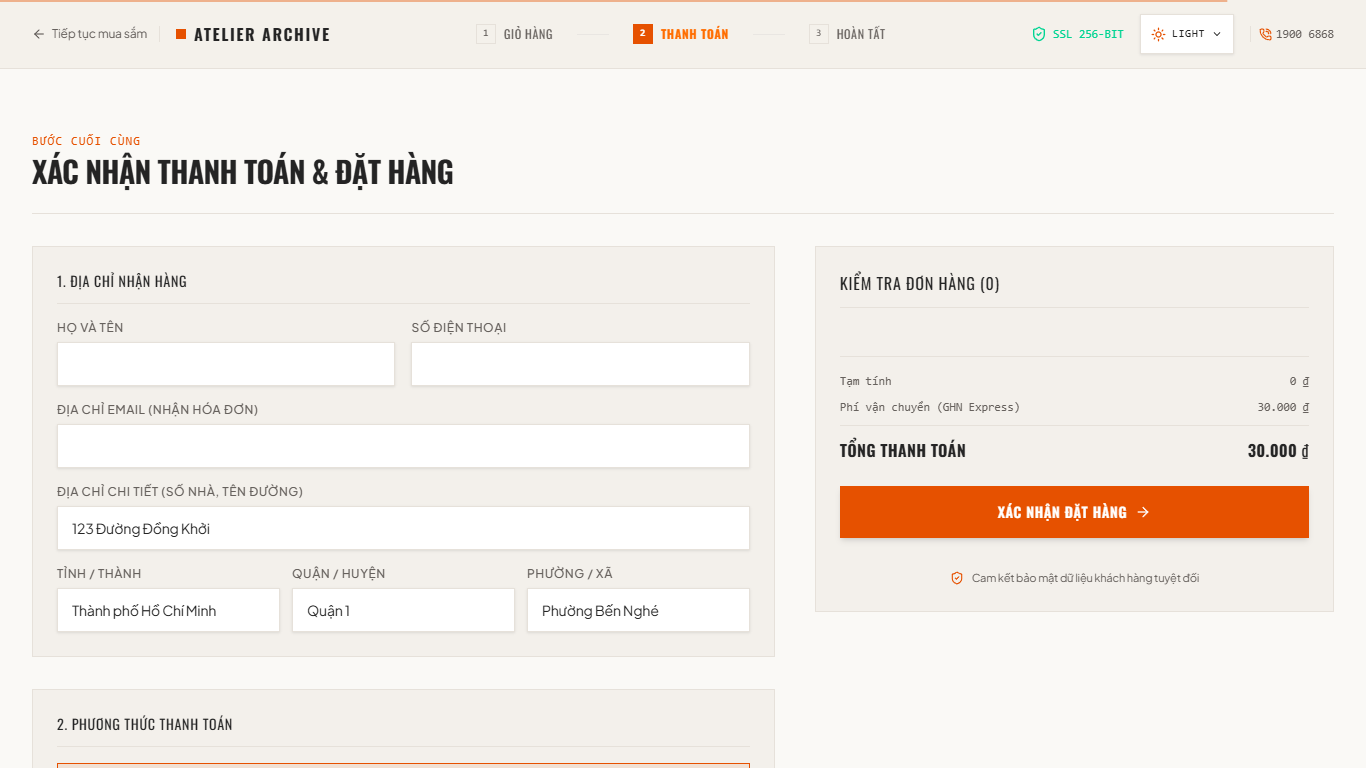 Tiếp tục mua sắm
ATELIER ARCHIVE
1 GIỎ HÀNG
2 THANH TOÁN
3 HOÀN TẤT
SSL 256-BIT
LIGHT
1900 6868
BƯỚC CUỐI CÙNG
XÁC NHẬN THANH TOÁN & ĐẶT HÀNG
1. ĐỊA CHỈ NHẬN HÀNG
HỌ VÀ TÊN
SỐ ĐIỆN THOẠI
ĐỊA CHỈ EMAIL (NHẬN HÓA ĐƠN)
ĐỊA CHỈ CHI TIẾT (SỐ NHÀ, TÊN ĐƯỜNG)
123 Đường Đồng Khởi
TỈNH / THÀNH
QUẬN / HUYỆN
PHƯỜNG / XÃ
Thành phố Hồ Chí Minh
Quận 1
Phường Bến Nghé
2. PHƯƠNG THỨC THANH TOÁN
KIỂM TRA ĐƠN HÀNG (0)
Tạm tính 0 ₫
Phí vận chuyển (GHN Express) 30.000 ₫
TỔNG THANH TOÁN 30.000 ₫
XÁC NHẬN ĐẶT HÀNG
Cam kết bảo mật dữ liệu khách hàng tuyệt đối